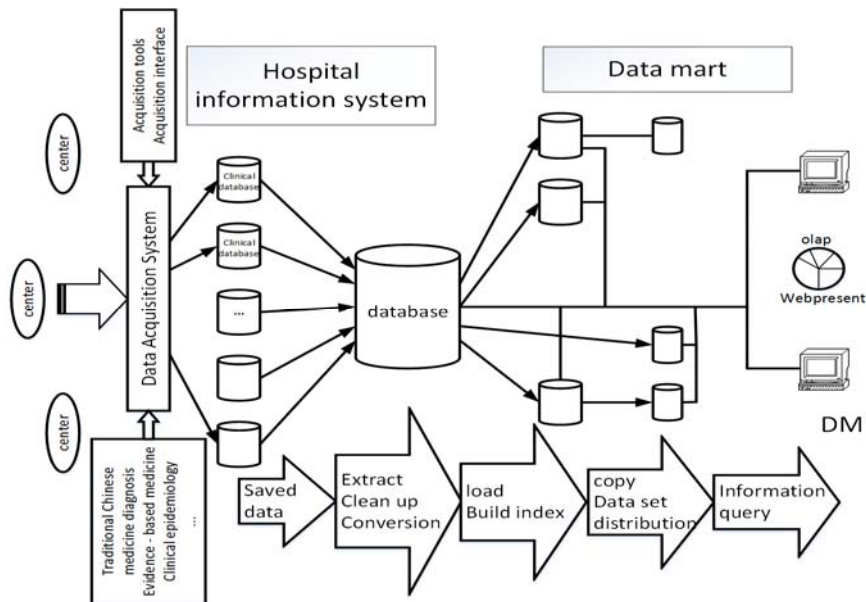 Acquisition tools
Acquisition interface
Hospital
information system
Data mart
center
center
center
Data Acquisition System
Clinical
database
Clinical
database
...
database
olap
Webpresent
DM
Traditional Chinese
medicine diagnosis
Evidence - based medicine
Clinical epidemiology
...
Saved
data
Extract
Clean up
Conversion
load
Build index
copy
Data set
distribution
Information
query